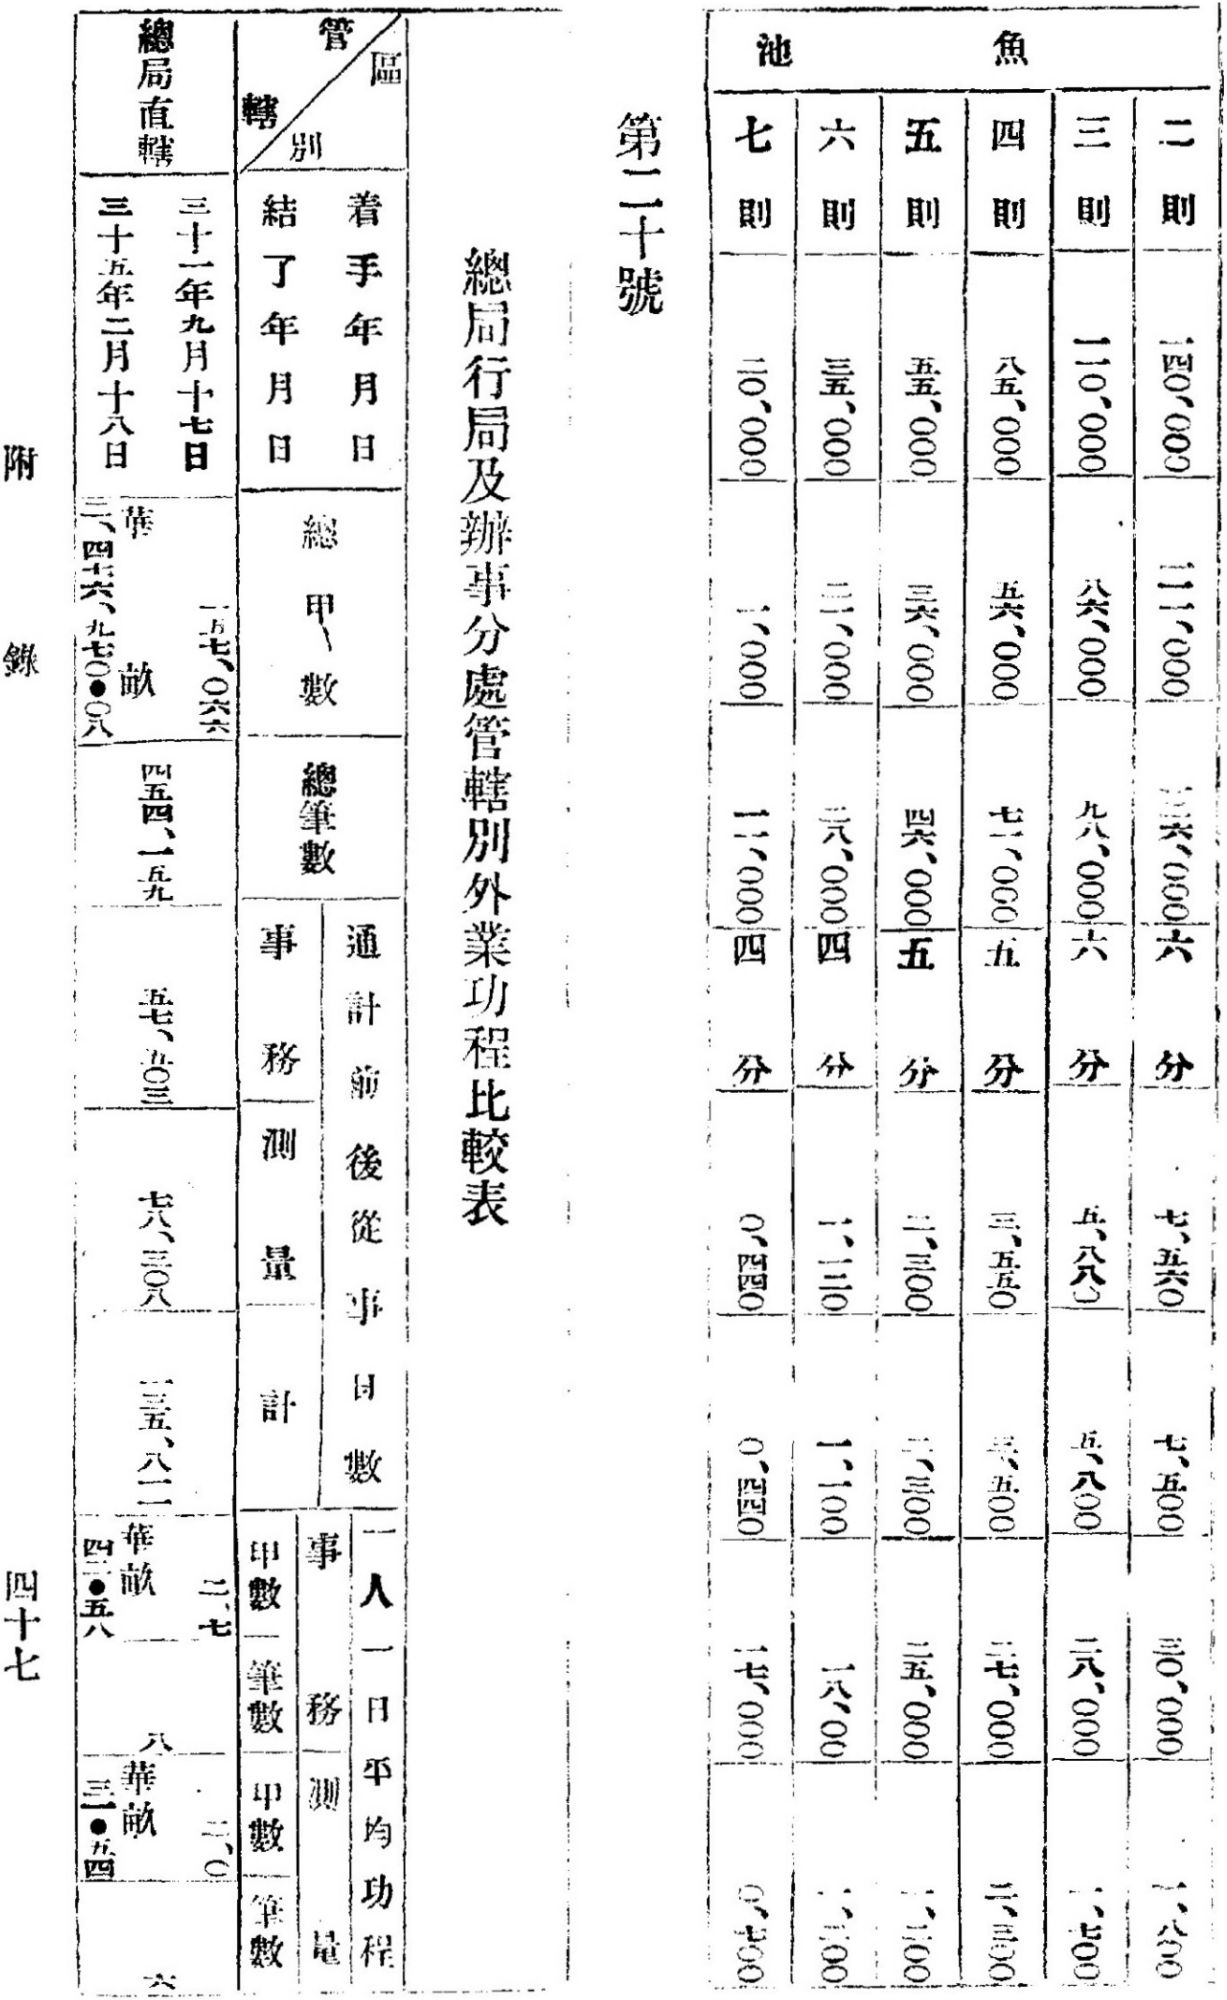 魚池
二則 一四〇、〇〇〇 一一一、〇〇〇 一二六、〇〇〇 六分 七、五六〇 七、五〇〇 三〇、〇〇〇 一、八〇〇
三則 一一〇、〇〇〇 八六、〇〇〇 九八、〇〇〇 六分 五、八八〇 五、八〇〇 二八、〇〇〇 一、七〇〇
四則 八五、〇〇〇 五六、〇〇〇 七一、〇〇〇 五分 三、五五〇 三、五〇〇 二七、〇〇〇 二、三〇〇
五則 五五、〇〇〇 三六、〇〇〇 四六、〇〇〇 五分 二、三〇〇 二、三〇〇 二五、〇〇〇
六則 三五、〇〇〇 二一、〇〇〇 二八、〇〇〇 四分 一、一二〇 一、一〇〇 一八、〇〇
七則 二〇、〇〇〇 一、〇〇〇 一一、〇〇〇 四分 〇、四四〇 〇、四四〇 一七、〇〇〇 〇、七〇〇
第二十號
總局行局及辦事分處管轄別外業功程比較表
區別
管轄
着手年月日
結了年月日
總甲數
總筆數
通計前後從事日數
事務
測量
計
一人一日平均功程
事務
甲數
筆數
測量
甲數
筆數
總局直轄
三十一年九月十七日
三十五年二月十八日
一五七、〇六六
華畝
二、四七六、九七〇●〇八
四五四、一五九
五七、五〇三
七八、三〇八
一三五、八一一
二、七
華畝
四二●五八
八
二、〇
華畝
三一●五四
六
附錄
四十七